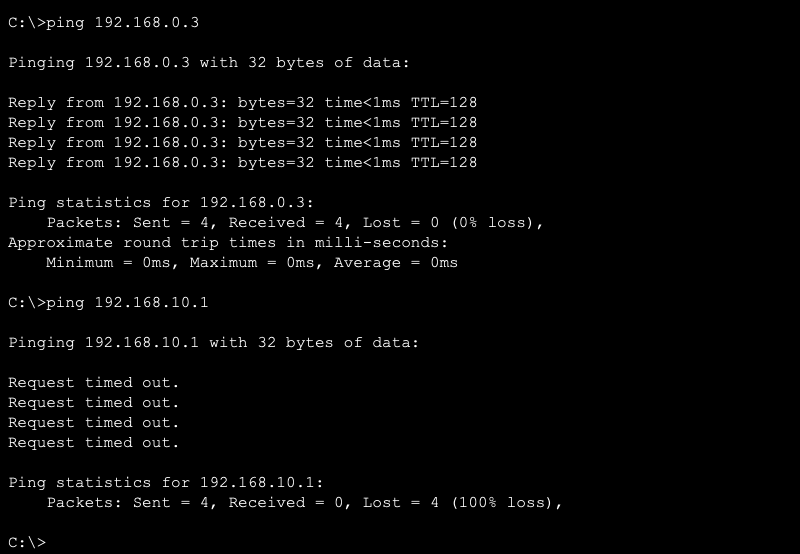 C:\>ping 192.168.0.3
Pinging 192.168.0.3 with 32 bytes of data:
Reply from 192.168.0.3: bytes=32 time<1ms TTL=128
Reply from 192.168.0.3: bytes=32 time<1ms TTL=128
Reply from 192.168.0.3: bytes=32 time<1ms TTL=128
Reply from 192.168.0.3: bytes=32 time<1ms TTL=128
Ping statistics for 192.168.0.3:
    Packets: Sent = 4, Received = 4, Lost = 0 (0% loss),
Approximate round trip times in milli-seconds:
    Minimum = 0ms, Maximum = 0ms, Average = 0ms
C:\>ping 192.168.10.1
Pinging 192.168.10.1 with 32 bytes of data:
Request timed out.
Request timed out.
Request timed out.
Request timed out.
Ping statistics for 192.168.10.1:
    Packets: Sent = 4, Received = 0, Lost = 4 (100% loss),
C:\>